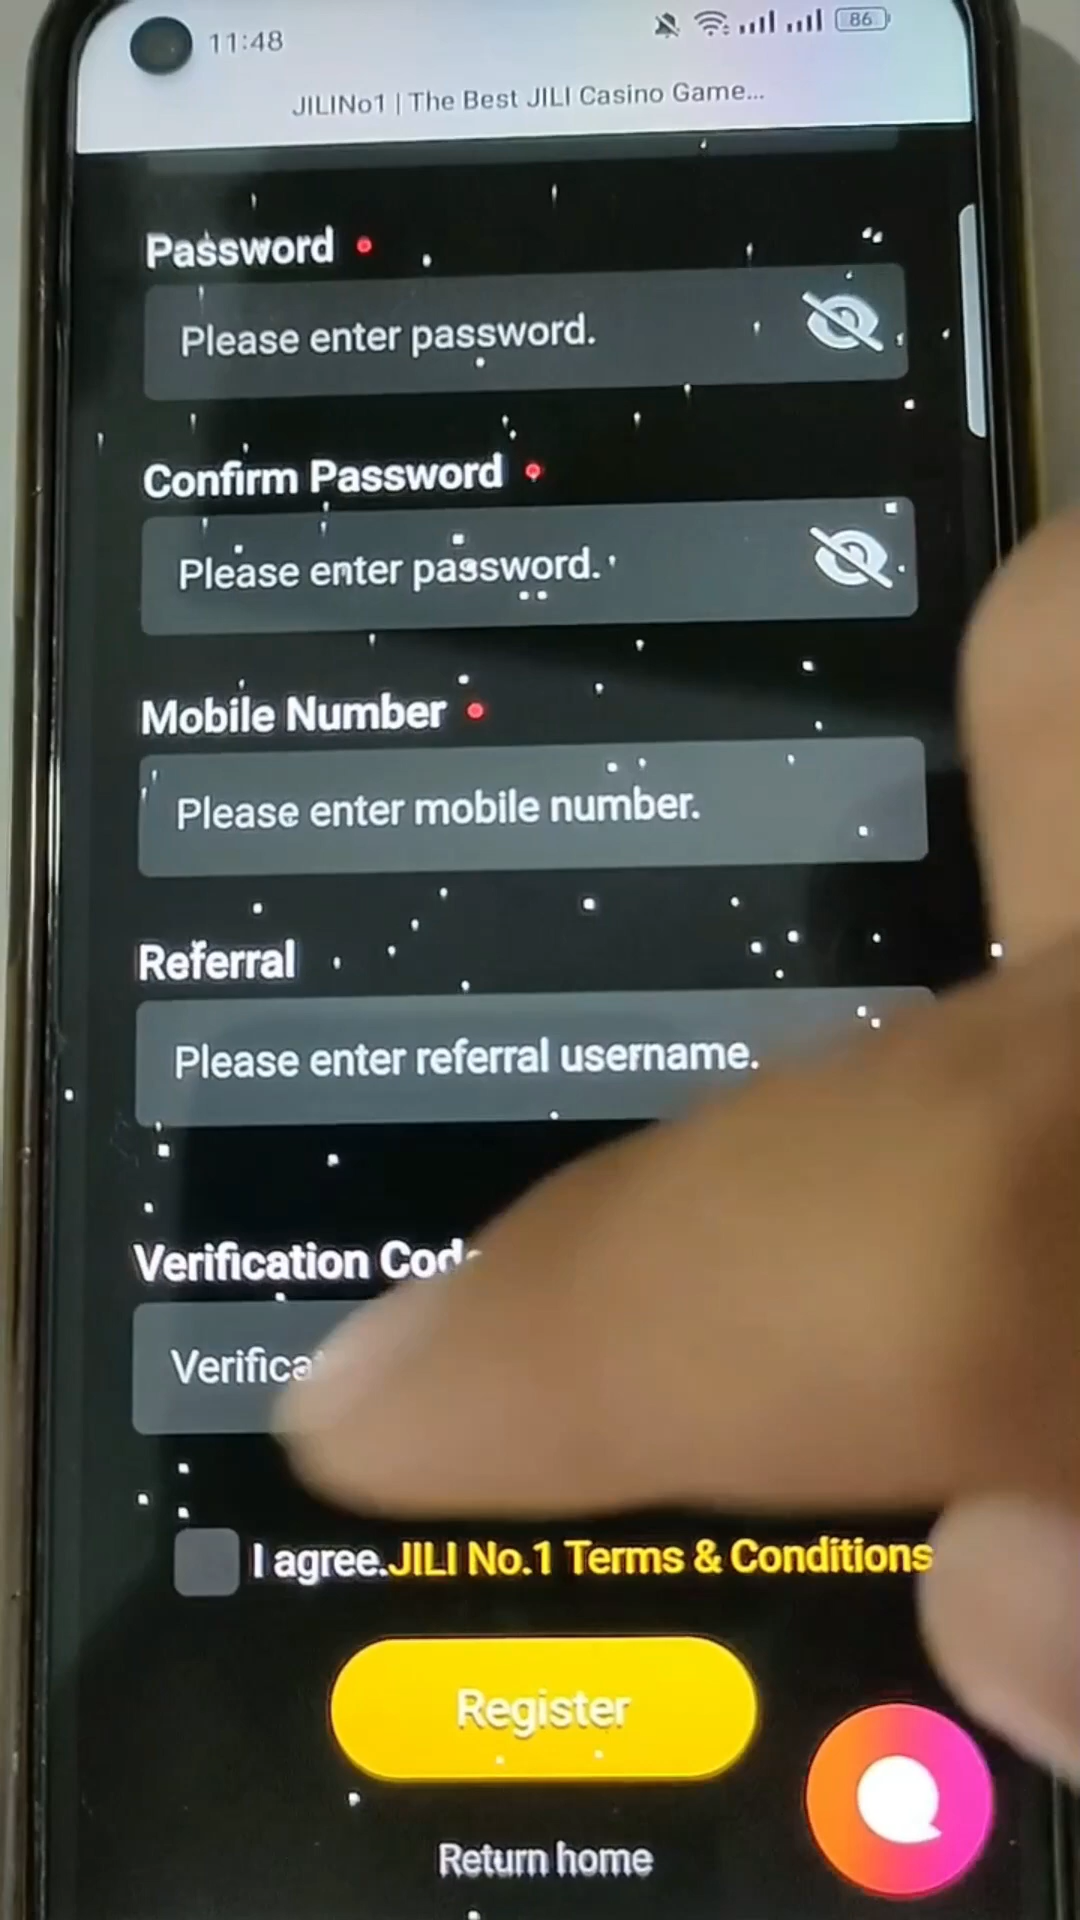 11:48
86
JILINo1 | The Best JILI Casino Game...
Password
Please enter password.
Confirm Password
Please enter password.
Mobile Number
Please enter mobile number.
Referral
Please enter referral username.
Verification
I agree.JILI No.1 Terms & Conditions
Register
Return home